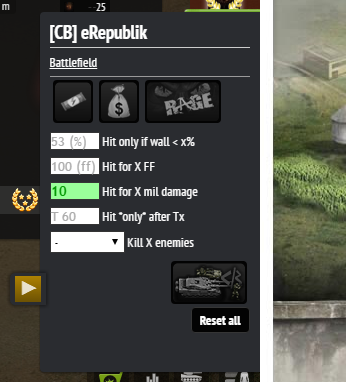 m
25
[CB] eRepublik
Battlefield
$
RAGE
53 (%) Hit only if wall < x%
100 (ff) Hit for X FF
10 Hit for X mil damage
T 60 Hit "only" after Tx
- Kill X enemies
Reset all